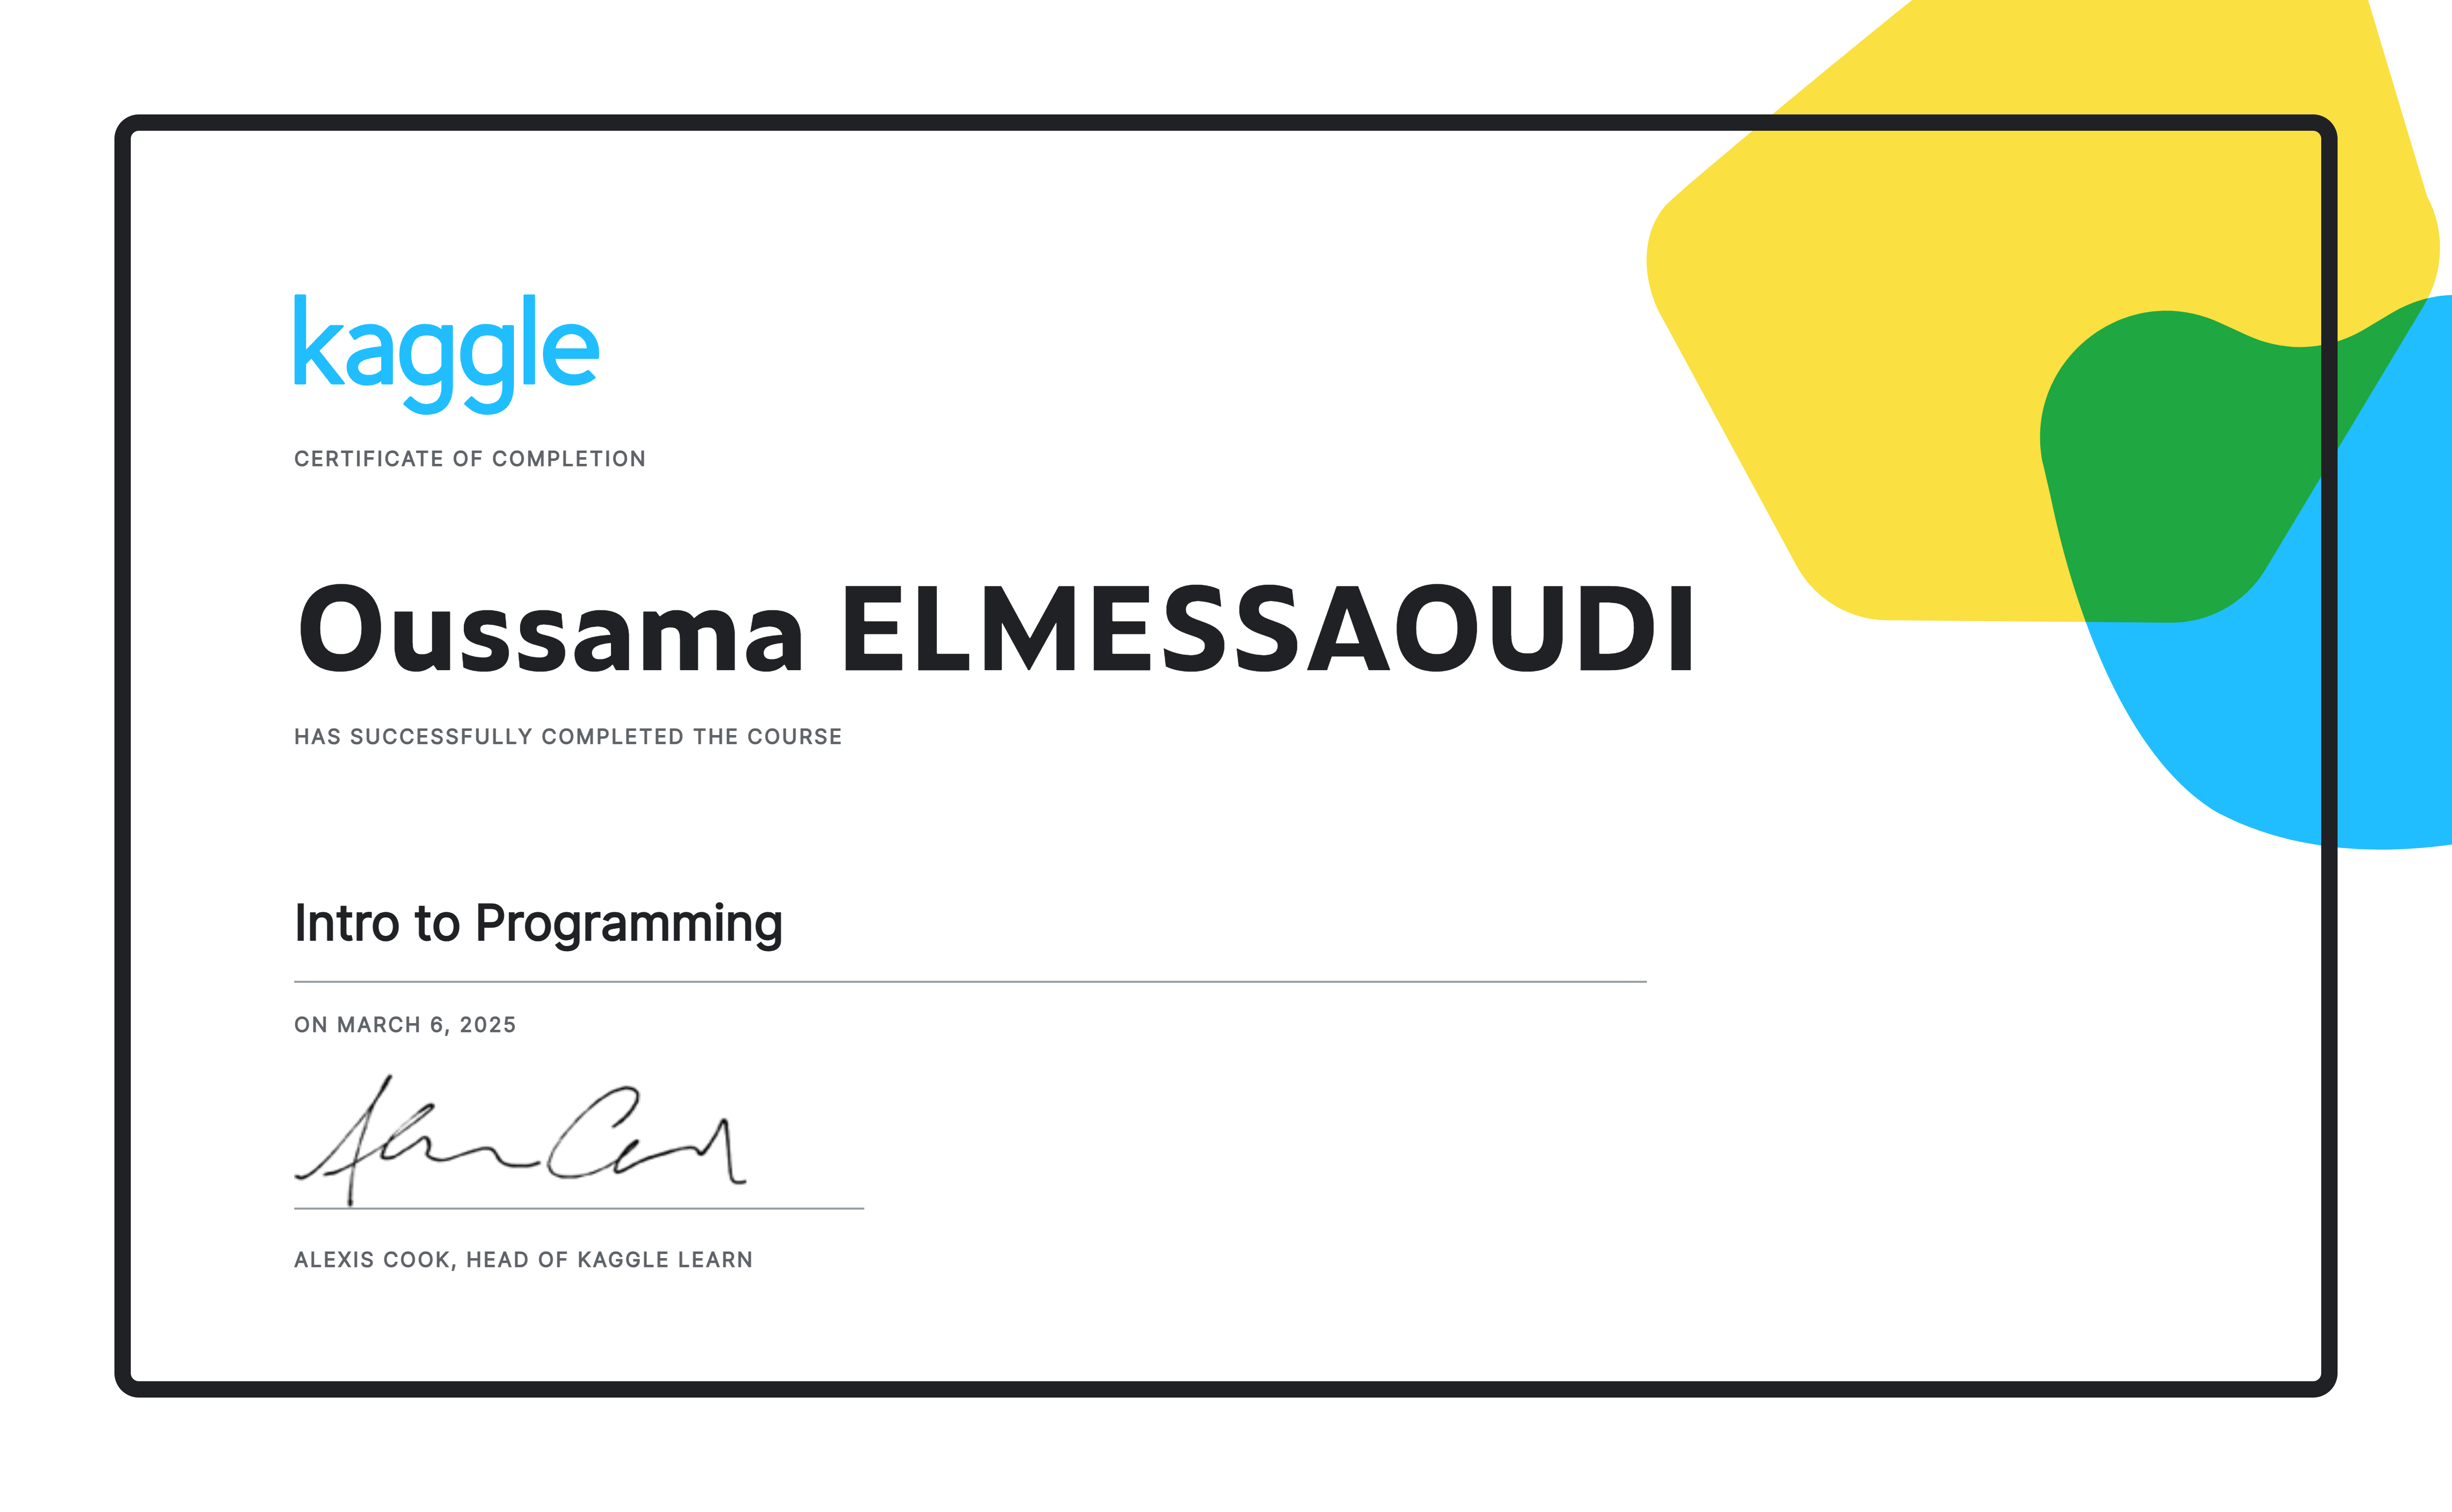 kaggle
CERTIFICATE OF COMPLETION
Oussama ELMESSAOUDI
HAS SUCCESSFULLY COMPLETED THE COURSE
Intro to Programming
ON MARCH 6, 2025
ALEXIS COOK, HEAD OF KAGGLE LEARN